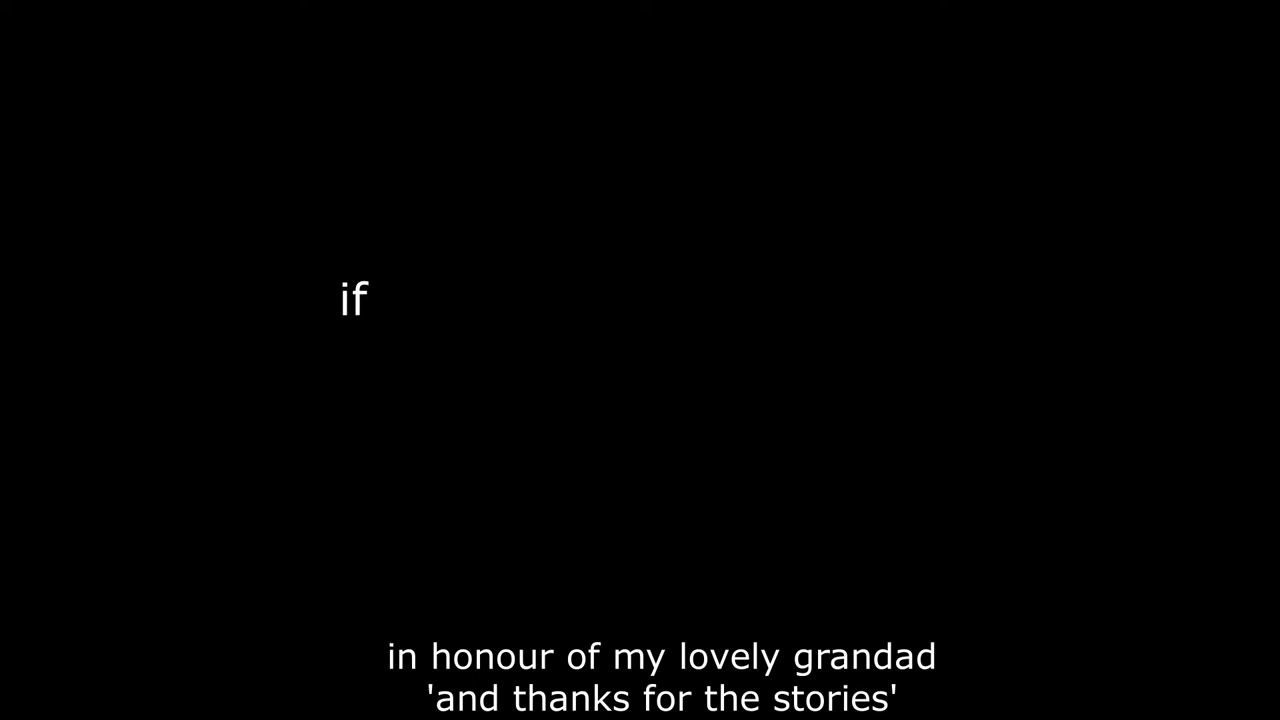 if
in honour of my lovely grandad
'and thanks for the stories'